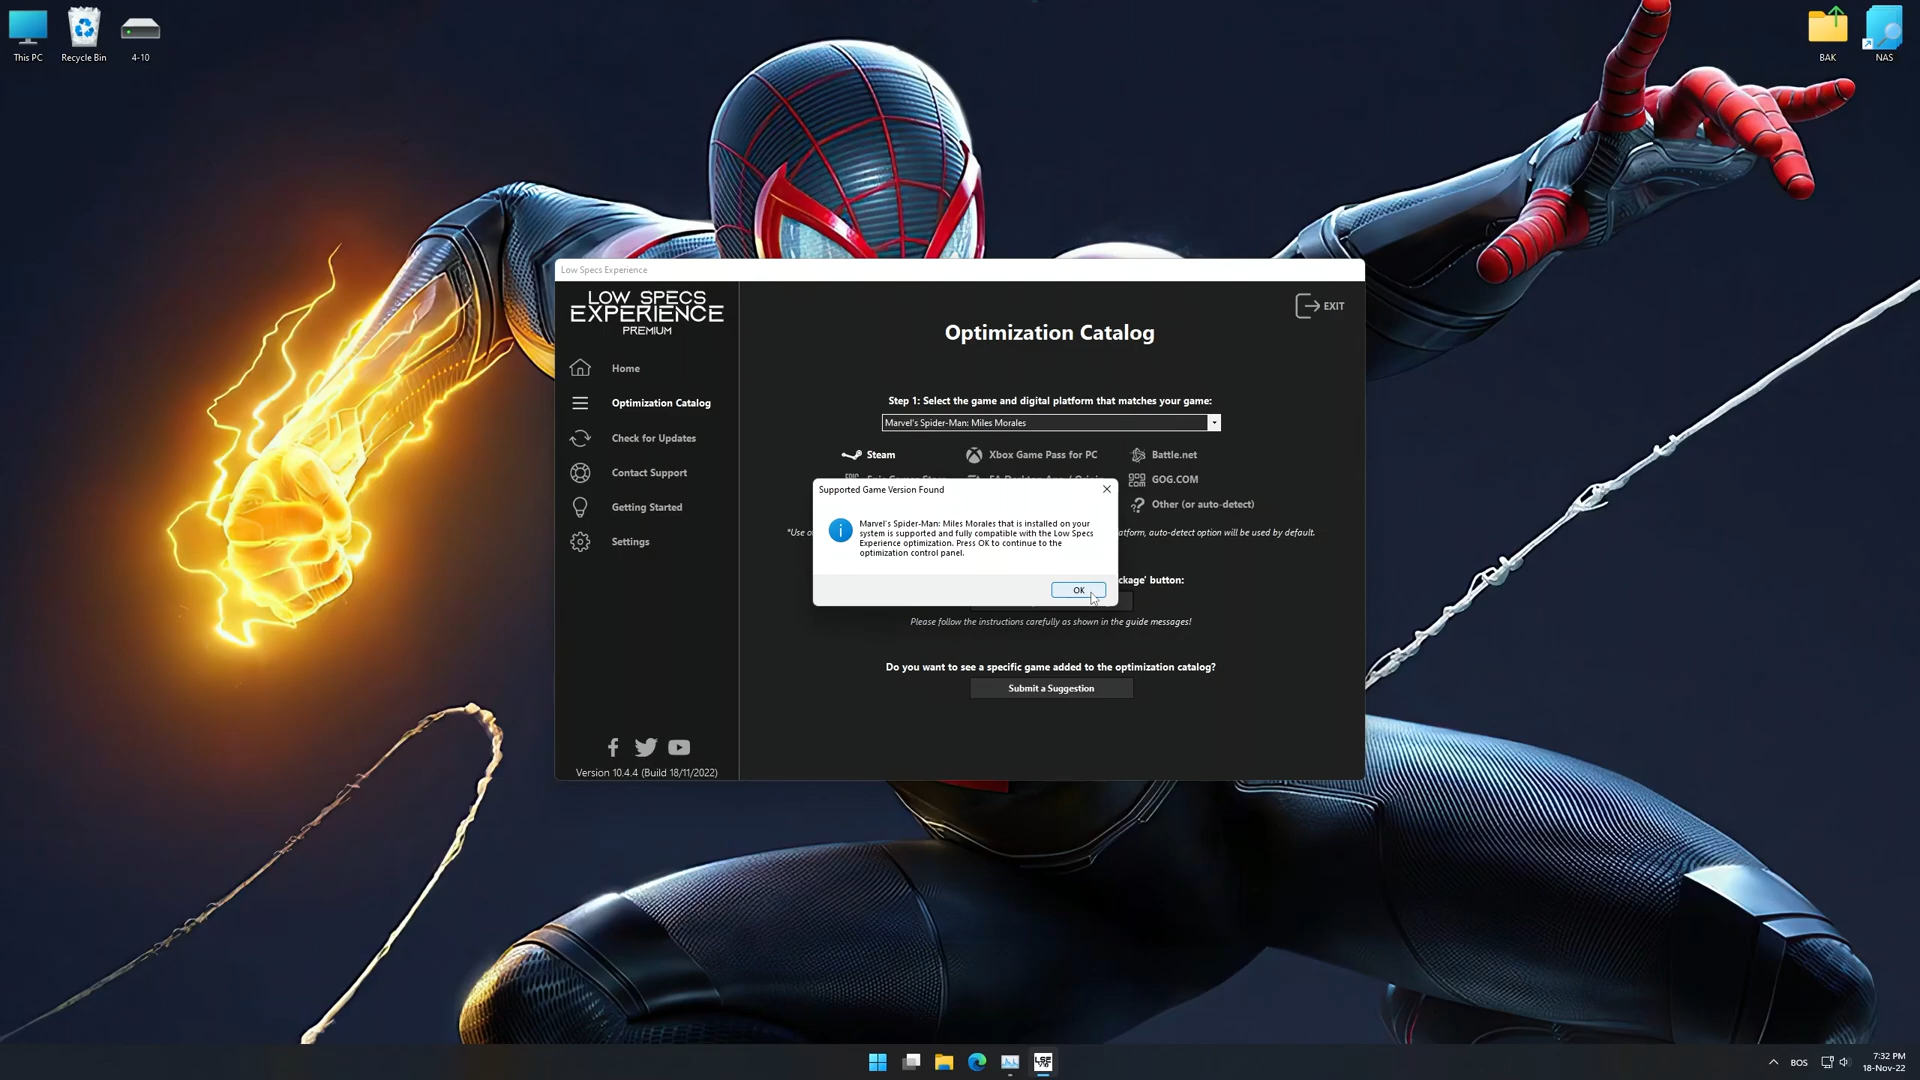 This PC
Recycle Bin
4-10
BAK
NAS
Low Specs Experience
LOW SPECS
EXPERIENCE
PREMIUM
EXIT
Optimization Catalog
Home
Optimization Catalog
Check for Updates
Contact Support
Getting Started
Settings
Step 1: Select the game and digital platform that matches your game:
Marvel's Spider-Man: Miles Morales
Steam
Xbox Game Pass for PC
Battle.net
GOG.COM
Other (or auto-detect)
*Use o
atform, auto-detect option will be used by default.
Supported Game Version Found
Marvel's Spider-Man: Miles Morales that is installed on your
system is supported and fully compatible with the Low Specs
Experience optimization. Press OK to continue to the
optimization control panel.
OK
ckage' button:
Please follow the instructions carefully as shown in the guide messages!
Do you want to see a specific game added to the optimization catalog?
Submit a Suggestion
Version 10.4.4 (Build 18/11/2022)
LSE
BOS
7:32 PM
18-Nov-22